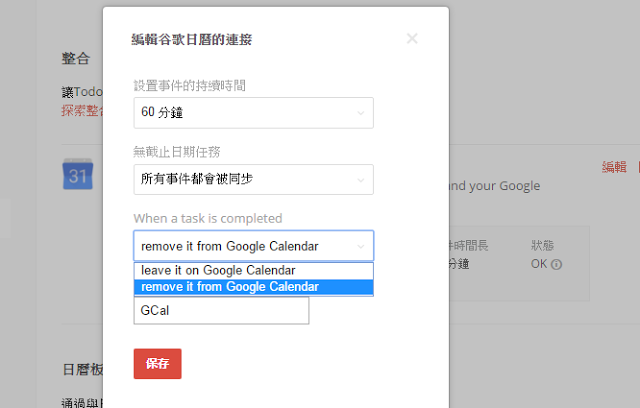 編輯谷歌日曆的連接
×
整合
讓Todo
探索整合
31
設置事件的持續時間
60 分鐘
無截止日期任務
所有事件都會被同步
編輯
and your Google
When a task is completed
remove it from Google Calendar
leave it on Google Calendar
remove it from Google Calendar
GCal
件時間長
狀態
分鐘
OK
保存
日曆板